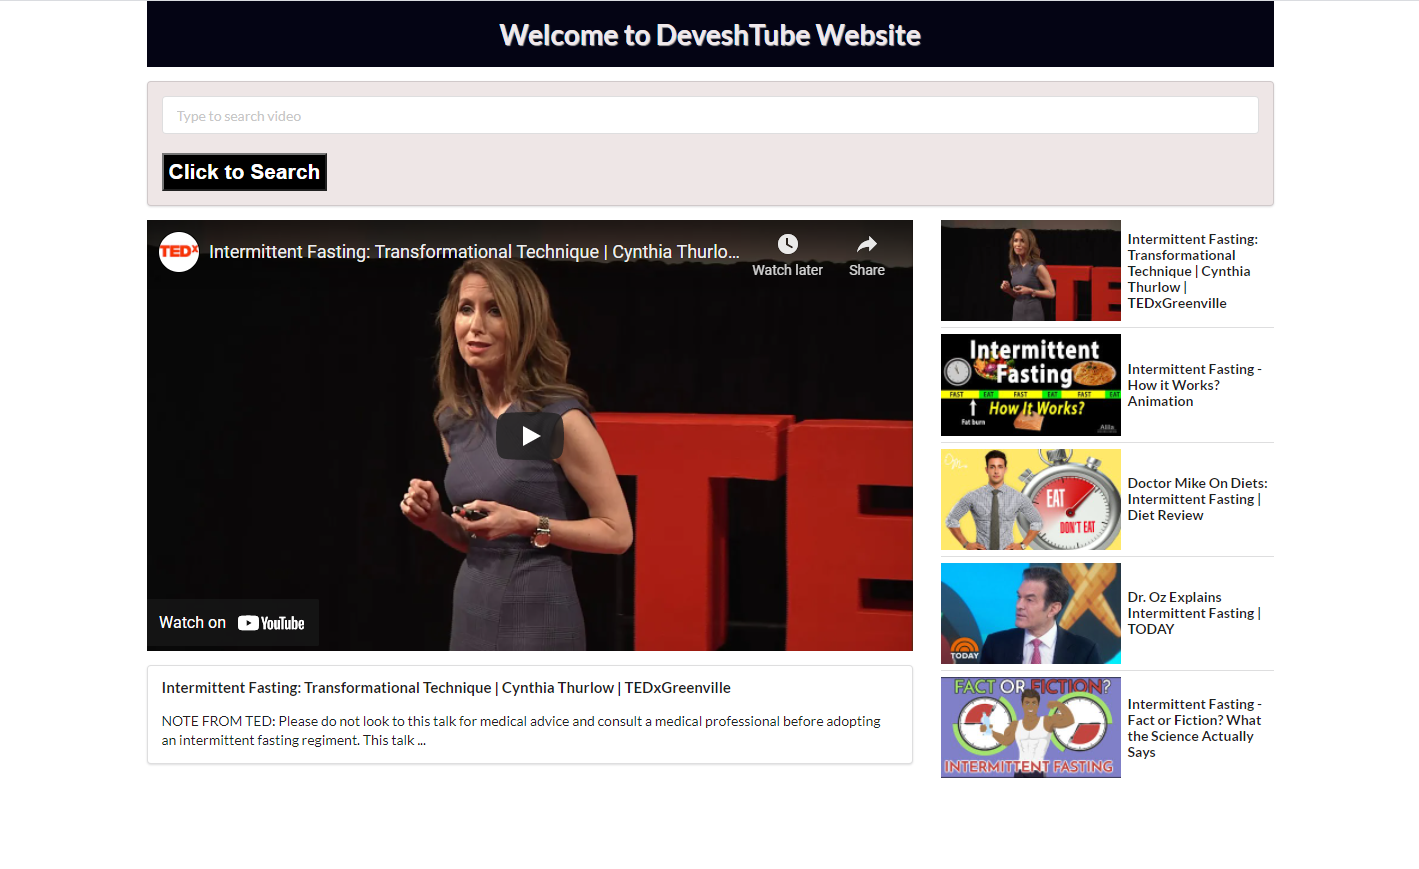 Welcome to DeveshTube Website
Type to search video
Click to Search
TEDx
Intermittent Fasting: Transformational Technique | Cynthia Thurlo...
Watch later
Share
TE
Watch on YouTube
Intermittent Fasting: Transformational Technique | Cynthia Thurlow | TEDxGreenville
NOTE FROM TED: Please do not look to this talk for medical advice and consult a medical professional before adopting
an intermittent fasting regiment. This talk ...
TE
Intermittent Fasting:
Transformational
Technique | Cynthia
Thurlow |
TEDxGreenville
Intermittent
Fasting
FAST EAT FAST EAT FAST EAT
How It Works?
Fat burn
Alila
Intermittent Fasting -
How it Works?
Animation
EAT
DON'T EAT
Doctor Mike On Diets:
Intermittent Fasting |
Diet Review
TODAY
Dr. Oz Explains
Intermittent Fasting |
TODAY
FACT OR FICTION?
INTERMITTENT FASTING
Intermittent Fasting -
Fact or Fiction? What
the Science Actually
Says